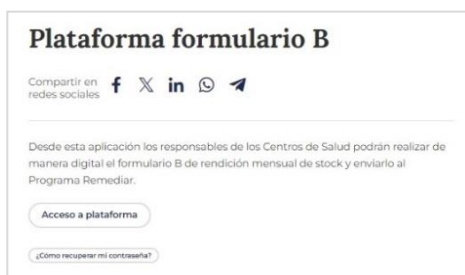 Plataforma formulario B
Compartir en
redes sociales
Desde esta aplicación los responsables de los Centros de Salud podrán realizar de
manera digital el formulario B de rendición mensual de stock y enviarlo al
Programa Remediar.
Acceso a plataforma
¿Cómo recuperar mi contraseña?